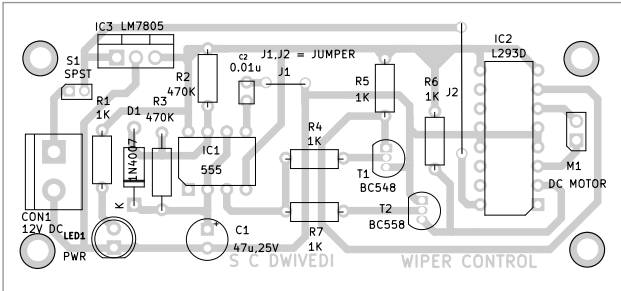 IC3 LM7805
S1
SPST
R2
470K
C2
0.01u
J1,J2 = JUMPER
J1
R5
1K
R6
1K
J2
IC2
L293D
R1
1K
D1
R3
470K
1N4007
IC1
555
R4
1K
T1
BC548
M1
DC MOTOR
K
CON1
12V DC
LED1
PWR
+
C1
47u,25V
R7
1K
T2
BC558
S C DWIVEDI
WIPER CONTROL